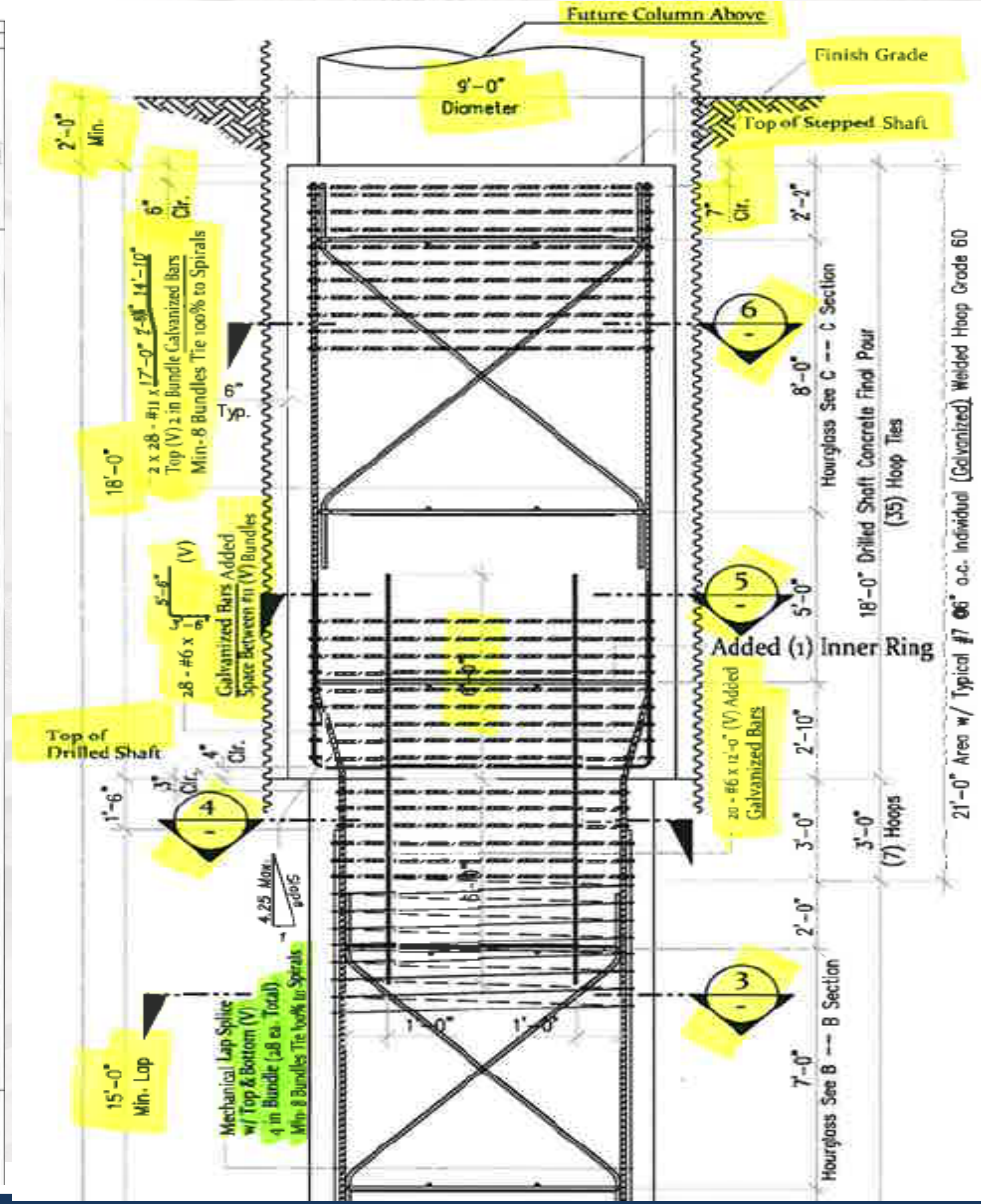 Future Column Above
Finish Grade
9'-0"
Diameter
Top of Stepped Shaft
2'-0"
Min.
6"
Clr.
7"
Clr.
2'-2"
2 x 28 - #11 x 17'-0" 14'-10"
Top (V) 2 in Bundle Galvanized Bars
Min- 8 Bundles Tie 100% to Spirals
6"
Typ.
18'-0"
6
-
8'-0"
Hourglass See C --- C Section
18'-0" Drilled Shaft Concrete Final Pour
(35) Hoop Ties
21'-0" Area w/ Typical #7 @6" o.c. Individual (Galvanized) Welded Hoop Grade 60
28 - #6 x
5'-6"
(V)
Galvanized Bars Added
Space Between #11 (V) Bundles
5
-
5'-0"
Added (1) Inner Ring
Top of
Drilled Shaft
4"
Clr.
3"
Clr.
2'-10"
20 - #6 x 12'-0" (V) Added
Galvanized Bars
1'-6"
4
-
3'-0"
3'-0"
(7) Hoops
4.25 Max
Slope
1
2'-0"
Mechanical Lap Splice
w/ Top & Bottom (V)
4 in Bundle (28 ea. Total)
Min- 8 Bundles Tie 100% to Spirals
3
-
1'-0"
1'-0"
15'-0"
Min. Lap
7'-0"
Hourglass See B --- B Section